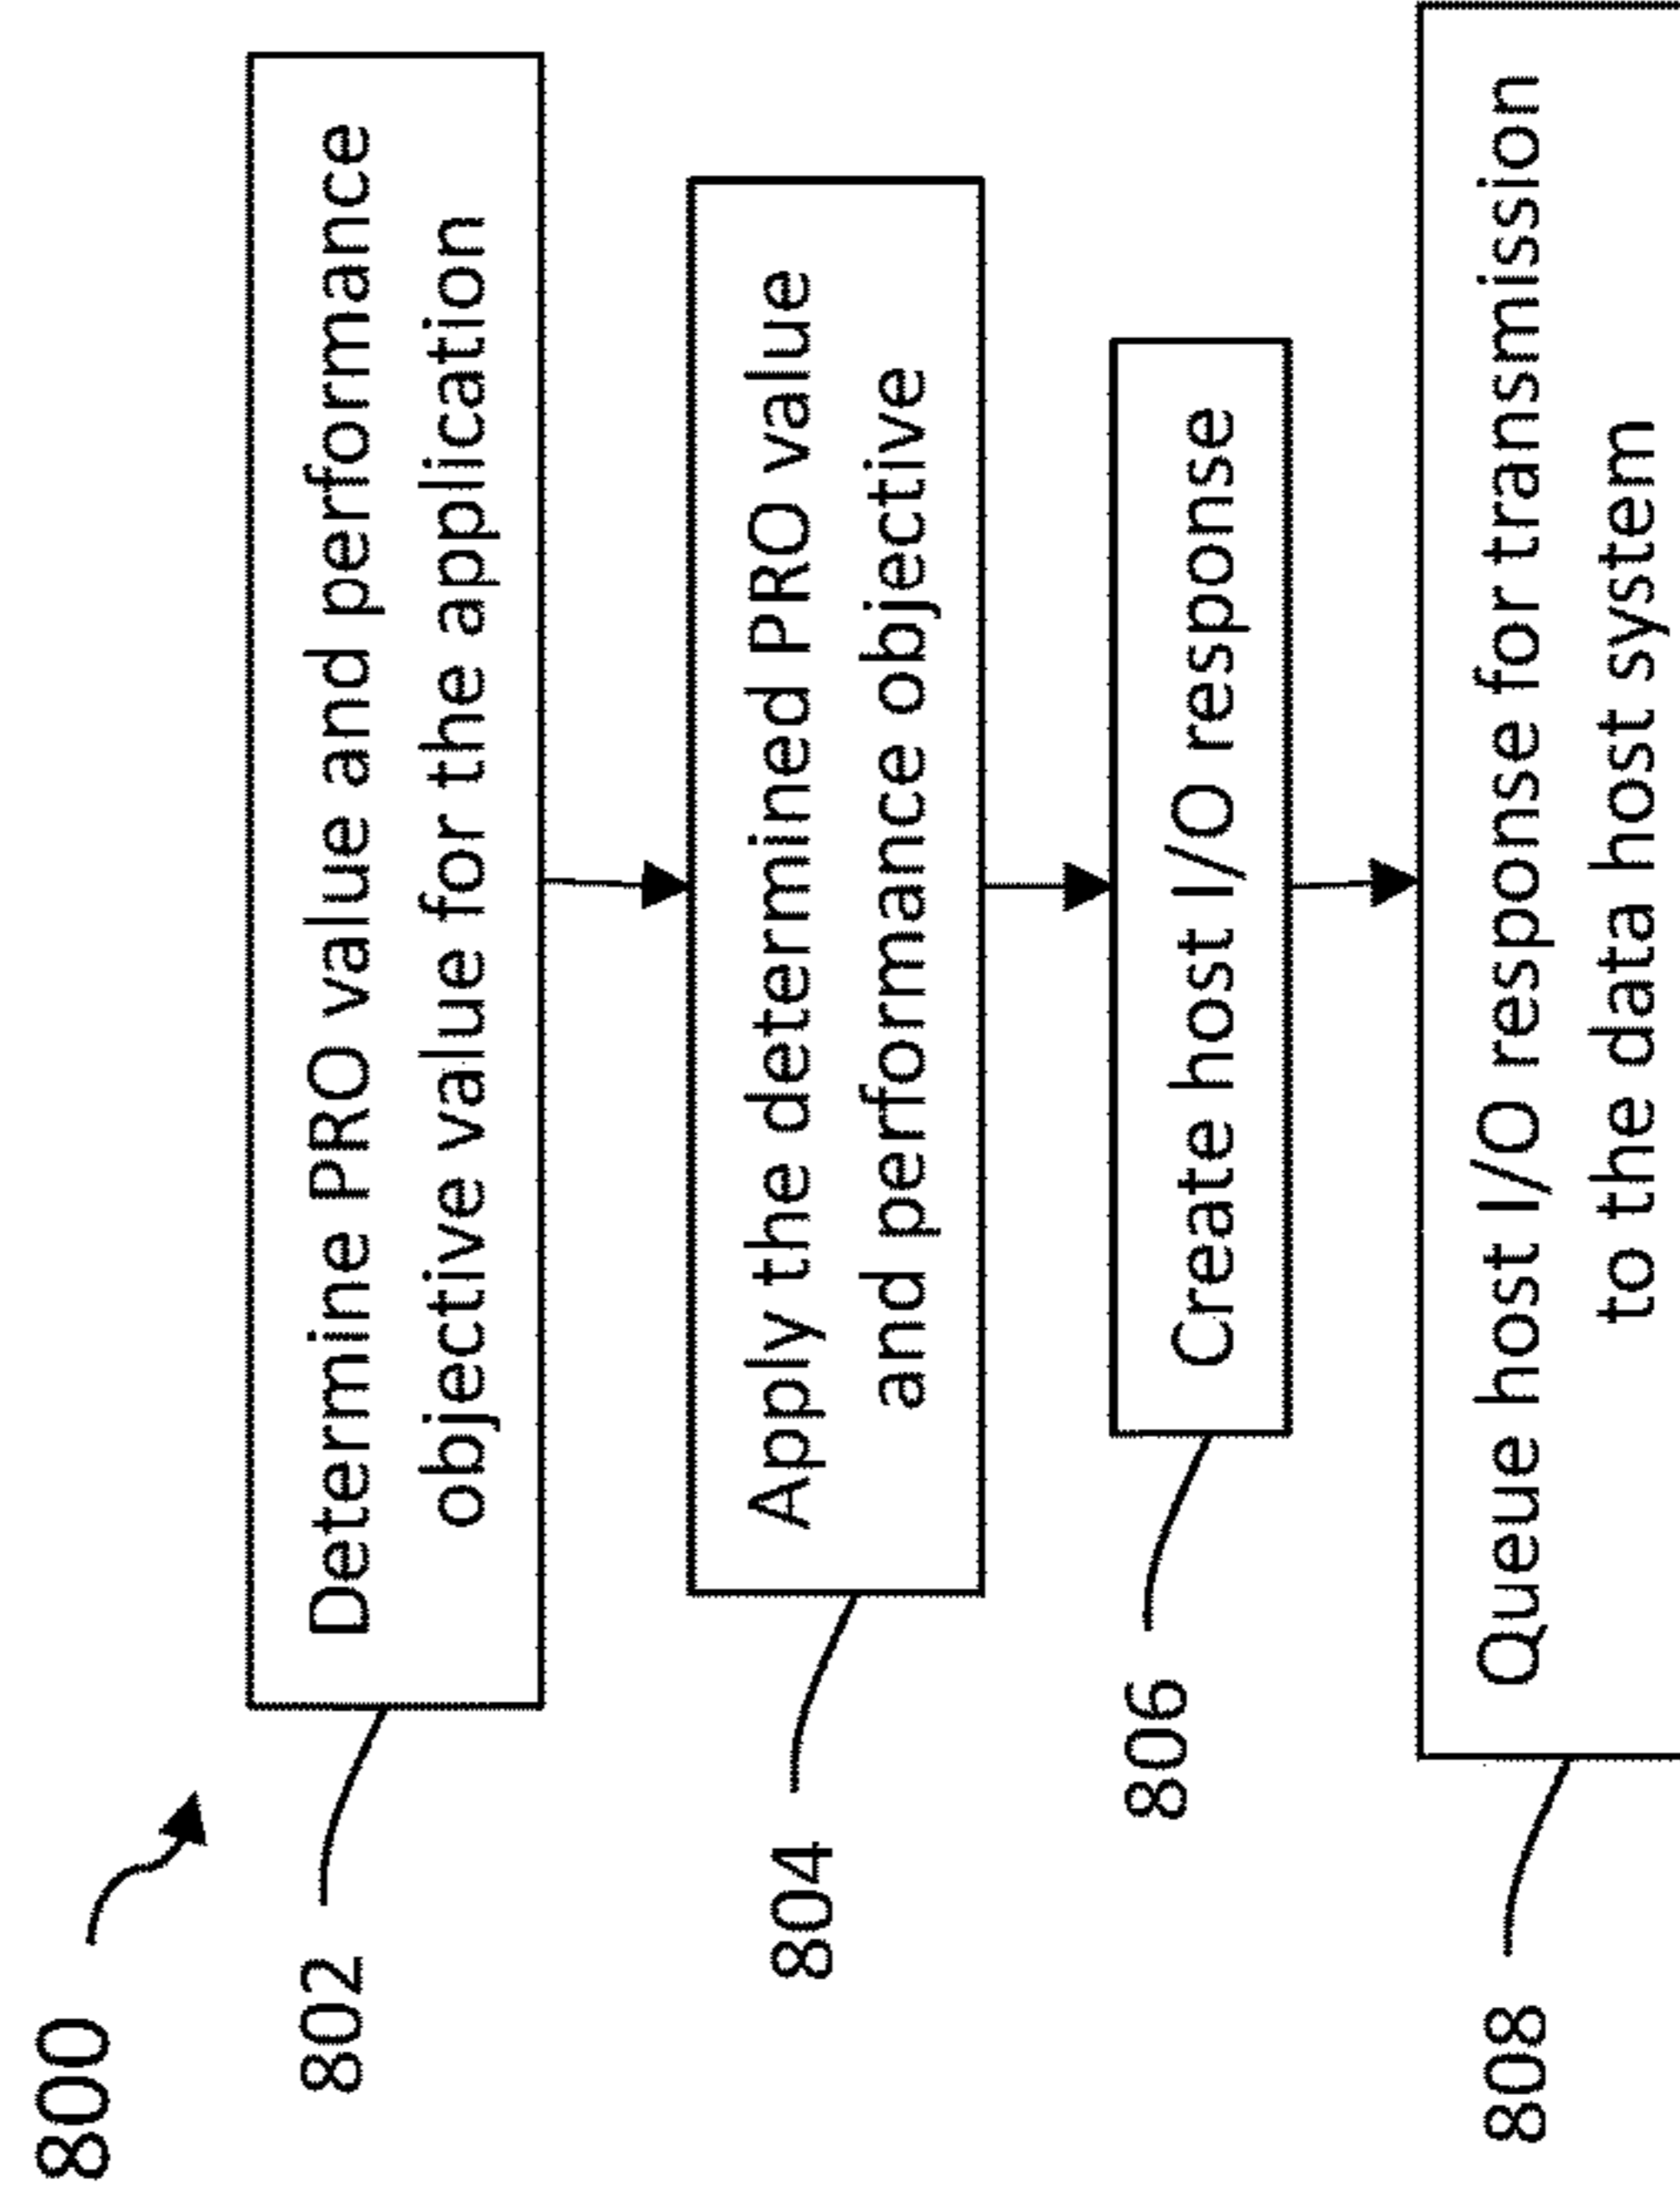 800
802
Determine PRO value and performance
objective value for the application
804
Apply the determined PRO value
and performance objective
806
Create host I/O response
808
Queue host I/O response for transmission
to the data host system